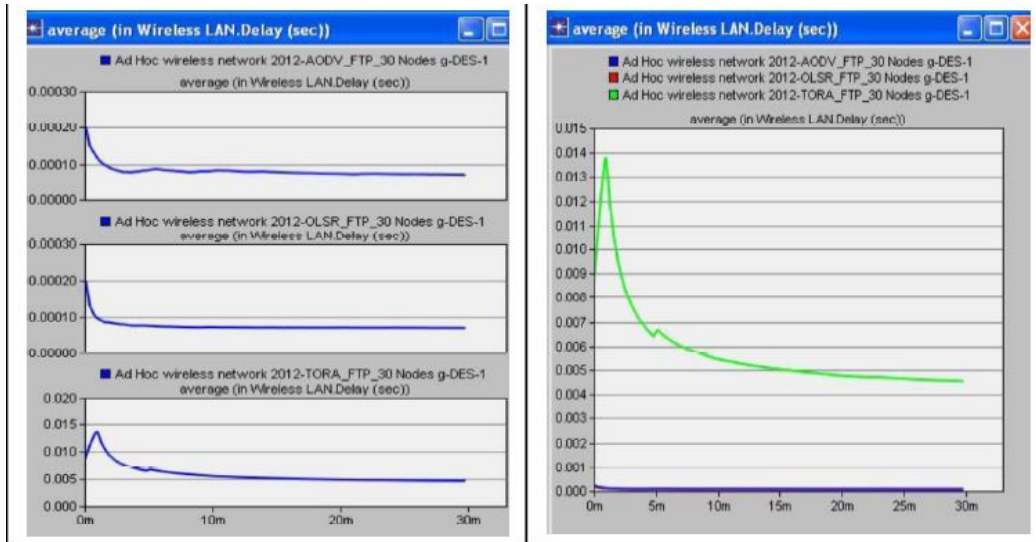 average (in Wireless LAN.Delay (sec))
Ad Hoc wireless network 2012-AODV_FTP_30 Nodes g-DES-1
average (in Wireless LAN.Delay (sec))
0.00030
0.00020
0.00010
0.00000
Ad Hoc wireless network 2012-OLSR_FTP_30 Nodes g-DES-1
average (in Wireless LAN.Delay (sec))
0.00030
0.00020
0.00010
0.00000
Ad Hoc wireless network 2012-TORA_FTP_30 Nodes g-DES-1
average (in Wireless LAN.Delay (sec))
0.020
0.015
0.010
0.005
0.000
0m 10m 20m 30m
average (in Wireless LAN.Delay (sec))
Ad Hoc wireless network 2012-AODV_FTP_30 Nodes g-DES-1
Ad Hoc wireless network 2012-OLSR_FTP_30 Nodes g-DES-1
Ad Hoc wireless network 2012-TORA_FTP_30 Nodes g-DES-1
average (in Wireless LAN.Delay (sec))
0.015
0.014
0.013
0.012
0.011
0.010
0.009
0.008
0.007
0.006
0.005
0.004
0.003
0.002
0.001
0.000
0m 5m 10m 15m 20m 25m 30m